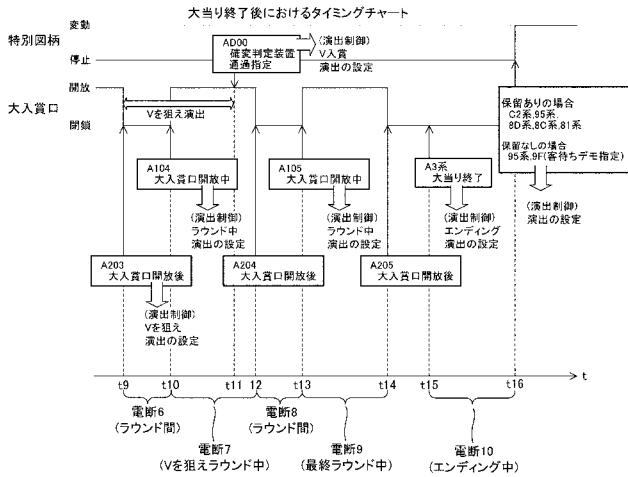 大当り終了後におけるタイミングチャート
特別図柄
変動
停止
AD00
確変判定装置
通過指定
(演出制御)
V入賞
演出の設定
大入賞口
開放
閉鎖
Vを狙え演出
保留ありの場合
C2系,95系,
8D系,8C系,81系
保留なしの場合
95系,9F(客待ちデモ指定)
(演出制御)
演出の設定
A104
大入賞口開放中
(演出制御)
ラウンド中
演出の設定
A105
大入賞口開放中
(演出制御)
ラウンド中
演出の設定
A3系
大当り終了
(演出制御)
エンディング
演出の設定
A203
大入賞口開放後
(演出制御)
Vを狙え
演出の設定
A204
大入賞口開放後
A205
大入賞口開放後
t9 t10 t11 12 t13 t14 t15 t16 t
電断6
(ラウンド間)
電断7
(Vを狙えラウンド中)
電断8
(ラウンド間)
電断9
(最終ラウンド中)
電断10
(エンディング中)